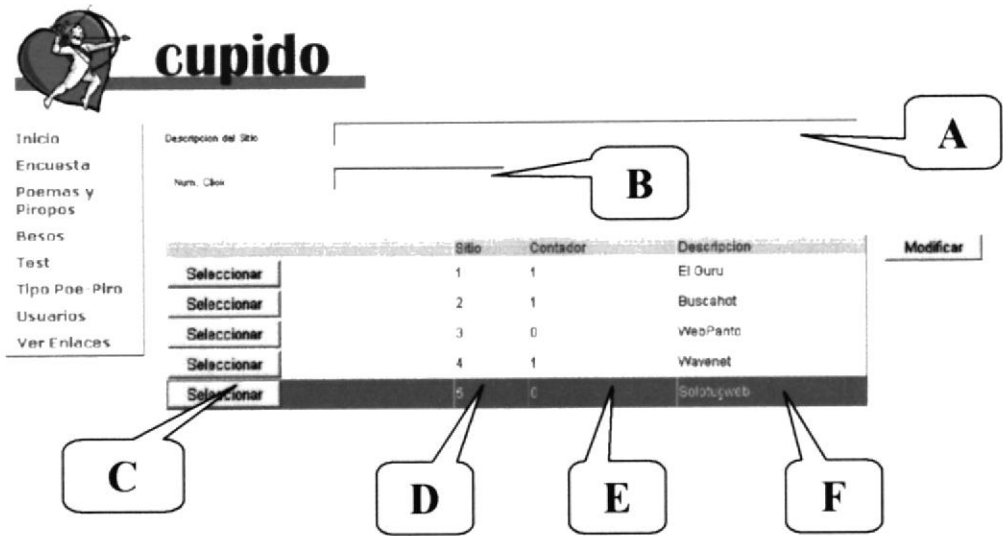 cupido
Inicio
Encuesta
Poemas y
Piropos
Besos
Test
Tipo Poe-Piro
Usuarios
Ver Enlaces
Descripcion del Sitio
A
Num. Click
B
Sitio Contador Descripcion
Modificar
Seleccionar 1 1 El Guru
Seleccionar 2 1 Buscahot
Seleccionar 3 0 WebPanto
Seleccionar 4 1 Wavenet
Seleccionar 5 0
C
D
E
F